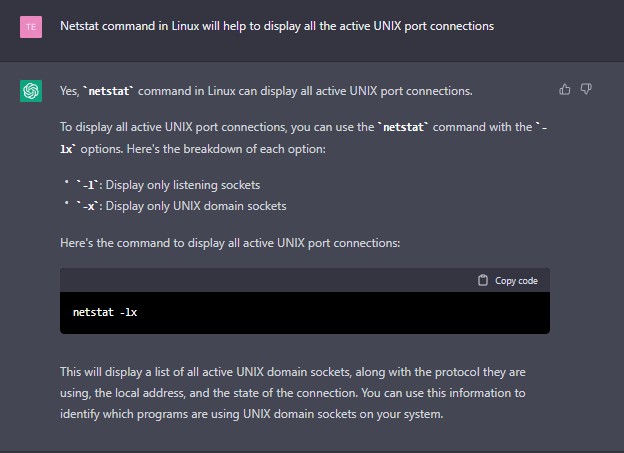 TE
Netstat command in Linux will help to display all the active UNIX port connections
Yes, `netstat` command in Linux can display all active UNIX port connections.
To display all active UNIX port connections, you can use the `netstat` command with the `-
lx` options. Here's the breakdown of each option:
• `-l`: Display only listening sockets
• `-x`: Display only UNIX domain sockets
Here's the command to display all active UNIX port connections:
Copy code
netstat -lx
This will display a list of all active UNIX domain sockets, along with the protocol they are
using, the local address, and the state of the connection. You can use this information to
identify which programs are using UNIX domain sockets on your system.